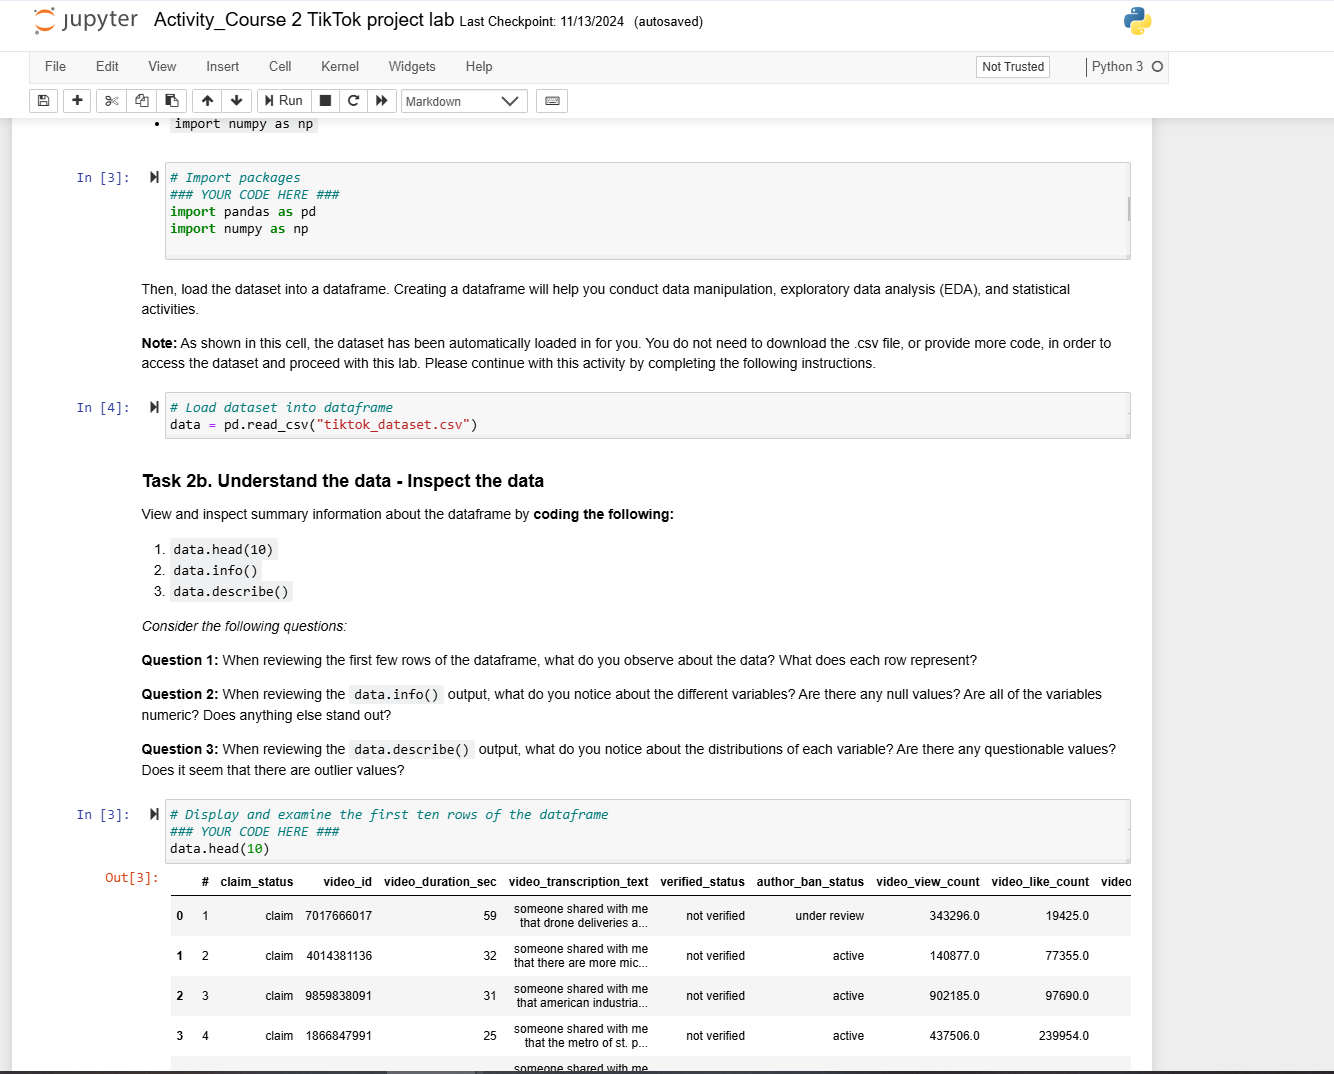 jupyter Activity_Course 2 TikTok project lab Last Checkpoint: 11/13/2024 (autosaved)
File Edit View Insert Cell Kernel Widgets Help Not Trusted Python 3
Run Markdown
• import numpy as np
In [3]: # Import packages
### YOUR CODE HERE ###
import pandas as pd
import numpy as np
Then, load the dataset into a dataframe. Creating a dataframe will help you conduct data manipulation, exploratory data analysis (EDA), and statistical
activities.
Note: As shown in this cell, the dataset has been automatically loaded in for you. You do not need to download the .csv file, or provide more code, in order to
access the dataset and proceed with this lab. Please continue with this activity by completing the following instructions.
In [4]: # Load dataset into dataframe
data = pd.read_csv("tiktok_dataset.csv")
Task 2b. Understand the data - Inspect the data
View and inspect summary information about the dataframe by coding the following:
1. data.head(10)
2. data.info()
3. data.describe()
Consider the following questions:
Question 1: When reviewing the first few rows of the dataframe, what do you observe about the data? What does each row represent?
Question 2: When reviewing the data.info() output, what do you notice about the different variables? Are there any null values? Are all of the variables
numeric? Does anything else stand out?
Question 3: When reviewing the data.describe() output, what do you notice about the distributions of each variable? Are there any questionable values?
Does it seem that there are outlier values?
In [3]: # Display and examine the first ten rows of the dataframe
### YOUR CODE HERE ###
data.head(10)
Out[3]:
# claim_status video_id video_duration_sec video_transcription_text verified_status author_ban_status video_view_count video_like_count video
0 1 claim 7017666017 59 someone shared with me that drone deliveries a... not verified under review 343296.0 19425.0
1 2 claim 4014381136 32 someone shared with me that there are more mic... not verified active 140877.0 77355.0
2 3 claim 9859838091 31 someone shared with me that american industria... not verified active 902185.0 97690.0
3 4 claim 1866847991 25 someone shared with me that the metro of st. p... not verified active 437506.0 239954.0
someone shared with me